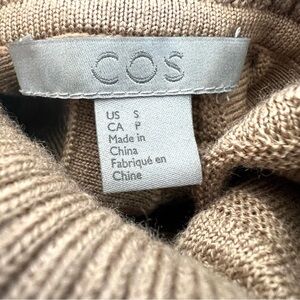 COS
US S
CA P
Made in
China
Fabriqué en
Chine